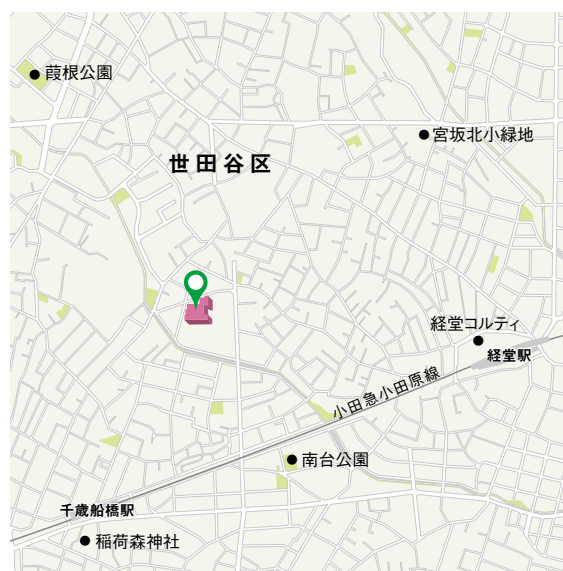 葭根公園
宮坂北小緑地
世田谷区
経堂コルティ
経堂駅
小田急小田原線
南台公園
千歳船橋駅
稲荷森神社